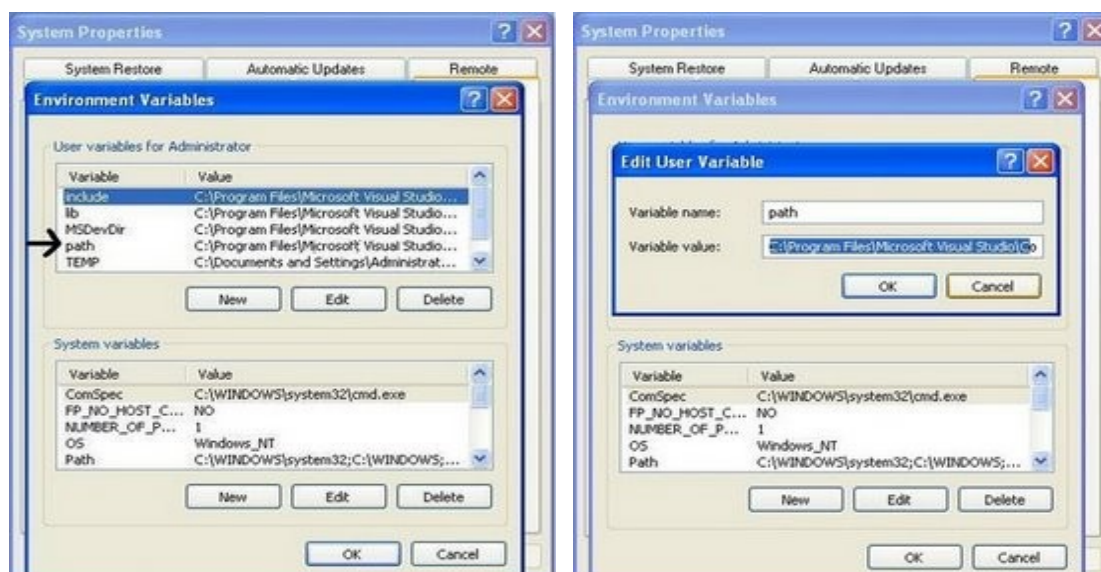 System Properties
System Restore Automatic Updates Remote
Environment Variables
User variables for Administrator
Variable Value
include C:\Program Files\Microsoft Visual Studio...
lib C:\Program Files\Microsoft Visual Studio...
MSDevDir C:\Program Files\Microsoft Visual Studio...
path C:\Program Files\Microsoft Visual Studio...
TEMP C:\Documents and Settings\Administrat...
New Edit Delete
System variables
Variable Value
ComSpec C:\WINDOWS\system32\cmd.exe
FP_NO_HOST_C... NO
NUMBER_OF_P... 1
OS Windows_NT
Path C:\WINDOWS\system32;C:\WINDOWS;...
New Edit Delete
OK Cancel
System Properties
System Restore Automatic Updates Remote
Environment Variables
Edit User Variable
Variable name: path
Variable value: C:\Program Files\Microsoft Visual Studio\Co
OK Cancel
System variables
Variable Value
ComSpec C:\WINDOWS\system32\cmd.exe
FP_NO_HOST_C... NO
NUMBER_OF_P... 1
OS Windows_NT
Path C:\WINDOWS\system32;C:\WINDOWS;...
New Edit Delete
OK Cancel